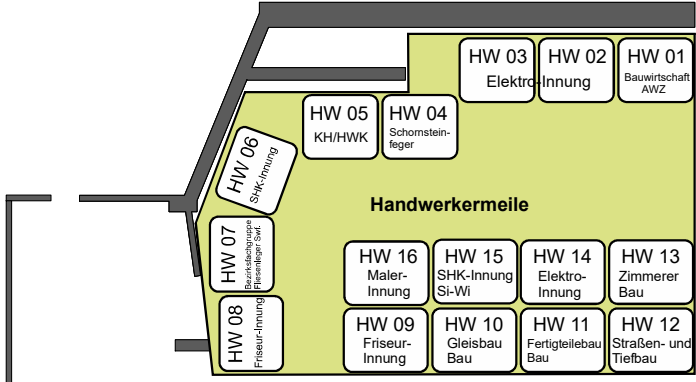 HW 03
HW 02
HW 01
Elektro-Innung
Bauwirtschaft
AWZ
HW 05
KH/HWK
HW 04
Schornstein-
feger
HW 06
SHK-Innung
Handwerkermeile
HW 07
Bezirksfachgruppe
Fliesenleger Swf.
HW 08
Friseur-Innung
HW 16
Maler-
Innung
HW 15
SHK-Innung
Si-Wi
HW 14
Elektro-
Innung
HW 13
Zimmerer
Bau
HW 09
Friseur-
Innung
HW 10
Gleisbau
Bau
HW 11
Fertigteilebau
Bau
HW 12
Straßen- und
Tiefbau